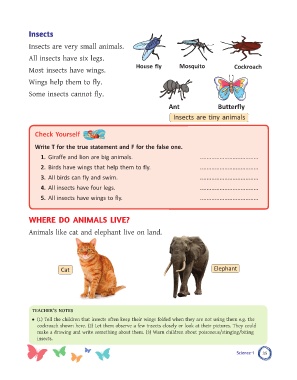 Insects
Insects are very small animals.
All insects have six legs.
Most insects have wings.
Wings help them to fly.
Some insects cannot fly.
House fly
Mosquito
Cockroach
Ant
Butterfly
Insects are tiny animals
Check Yourself
Write T for the true statement and F for the false one.
1. Giraffe and lion are big animals. ....................................
2. Birds have wings that help them to fly. ....................................
3. All birds can fly and swim. ....................................
4. All insects have four legs. ....................................
5. All insects have wings to fly. ....................................
WHERE DO ANIMALS LIVE?
Animals like cat and elephant live on land.
Cat
Elephant
TEACHER'S NOTES
• (1) Tell the children that insects often keep their wings folded when they are not using them e.g. the
cockroach shown here. (2) Let them observe a few insects closely or look at their pictures. They could
make a drawing and write something about them. (3) Warn children about poisonous/stinging/biting
insects.
Science-1